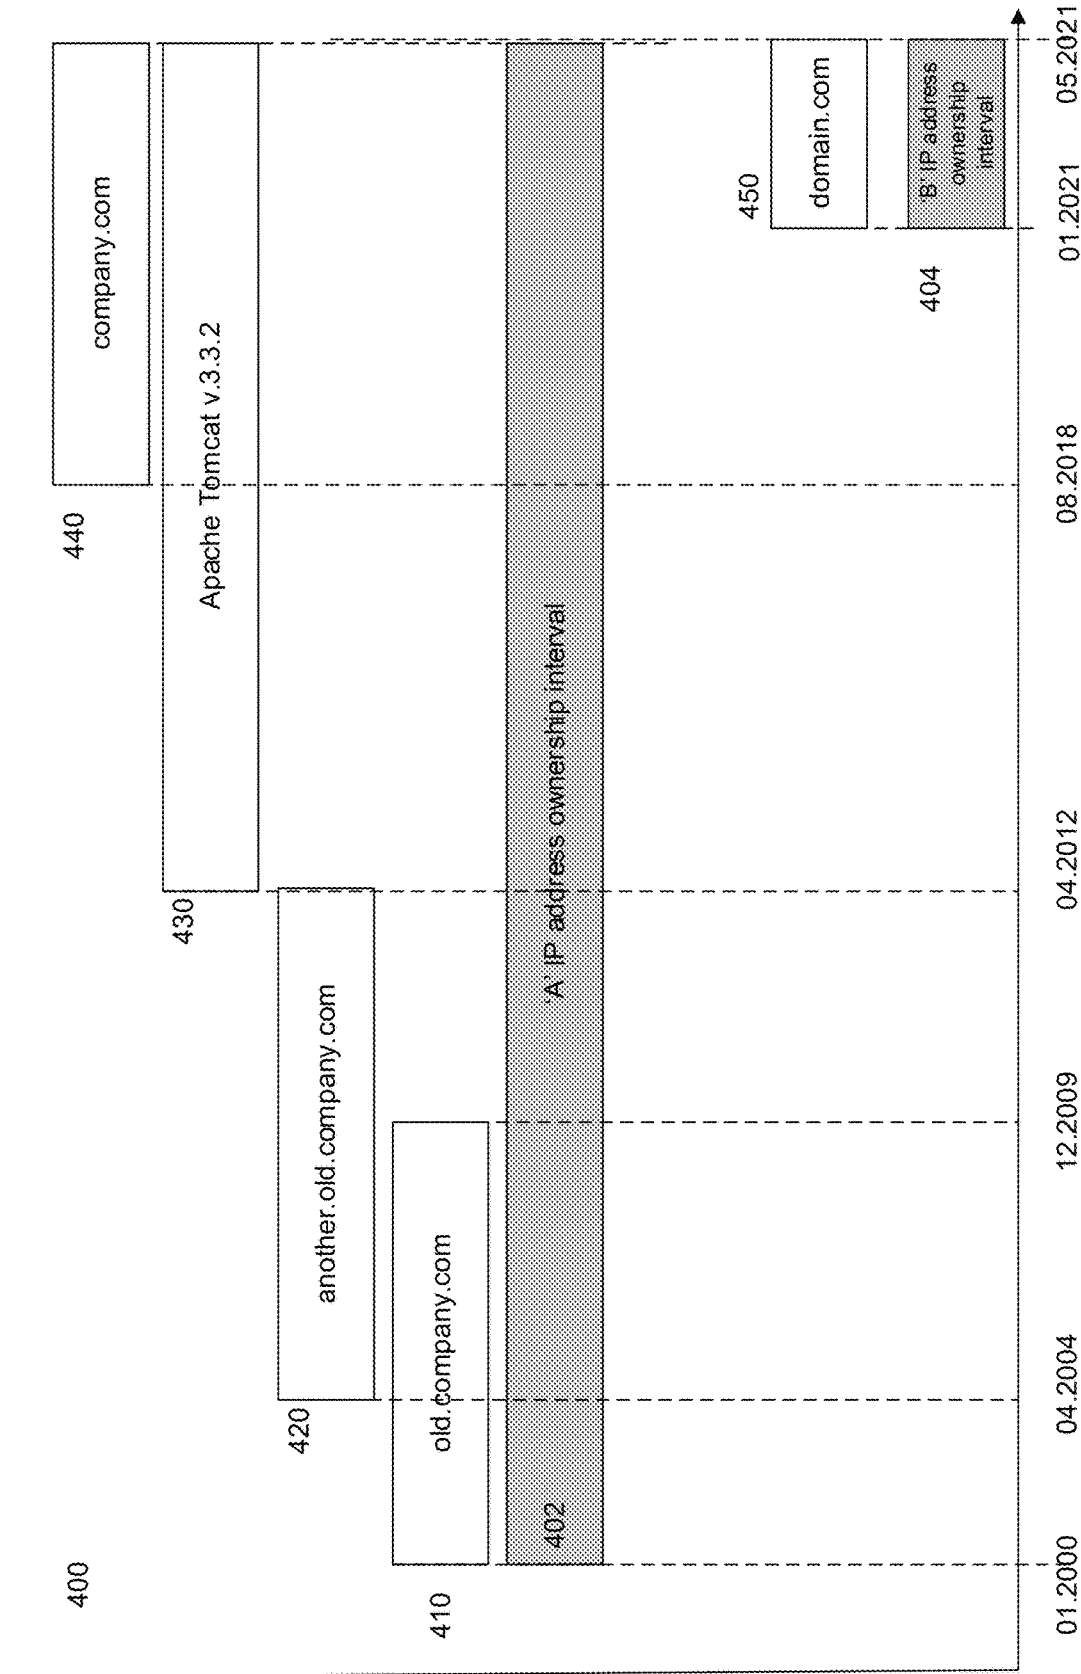 400
440
company.com
Apache Tomcat v.3.3.2
430
another.old.company.com
420
old.company.com
410
402
'A' IP address ownership interval
450
domain.com
'B' IP address
ownership
interval
404
01.2000
04.2004
12.2009
04.2012
08.2018
01.2021
05.2021